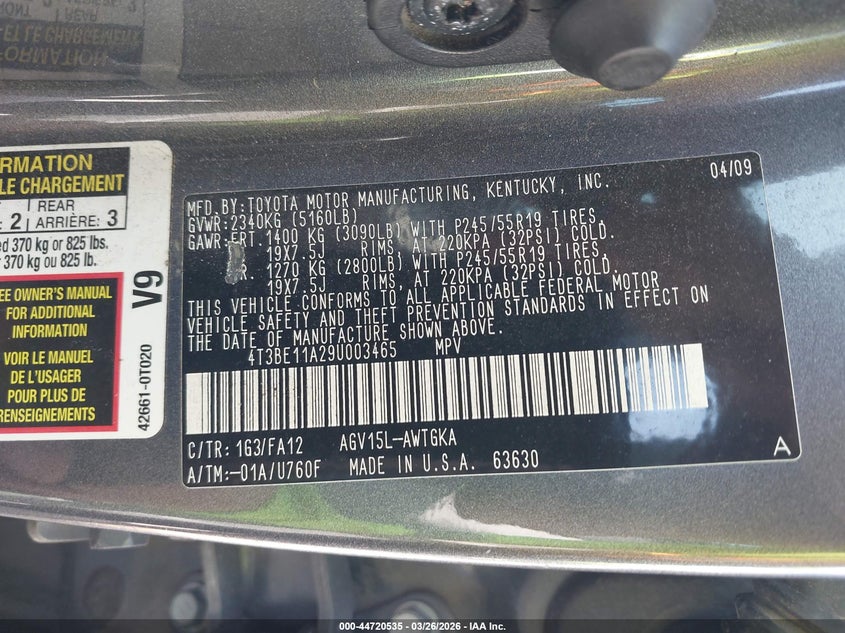 FRONT
REAR
ET LE CHARGEMENT
FORMATION
ORMATION
LE CHARGEMENT
REAR
2 ARRIÈRE: 3
ed 370 kg or 825 lbs.
370 kg ou 825 lb.
EE OWNER'S MANUAL
FOR ADDITIONAL
INFORMATION
VOIR LE MANUEL
DE L'USAGER
POUR PLUS DE
RENSEIGNEMENTS
V9
42661-0T020
04/09
MFD.BY:TOYOTA MOTOR MANUFACTURING, KENTUCKY, INC.
GVWR:2340KG (5160LB)
GAWR:FRT. 1400 KG (3090LB) WITH P245/55R19 TIRES,
19X7.5J RIMS, AT 220KPA (32PSI) COLD.
R. 1270 KG (2800LB) WITH P245/55R19 TIRES,
19X7.5J RIMS, AT 220KPA (32PSI) COLD.
THIS VEHICLE CONFORMS TO ALL APPLICABLE FEDERAL MOTOR
VEHICLE SAFETY AND THEFT PREVENTION STANDARDS IN EFFECT ON
THE DATE OF MANUFACTURE SHOWN ABOVE.
4T3BE11A29U003465 MPV
C/TR: 1G3/FA12 AGV15L-AWTGKA
A/TM:-01A/U760F MADE IN U.S.A. 63630
A
000-44720535 - 03/26/2026 - IAA Inc.